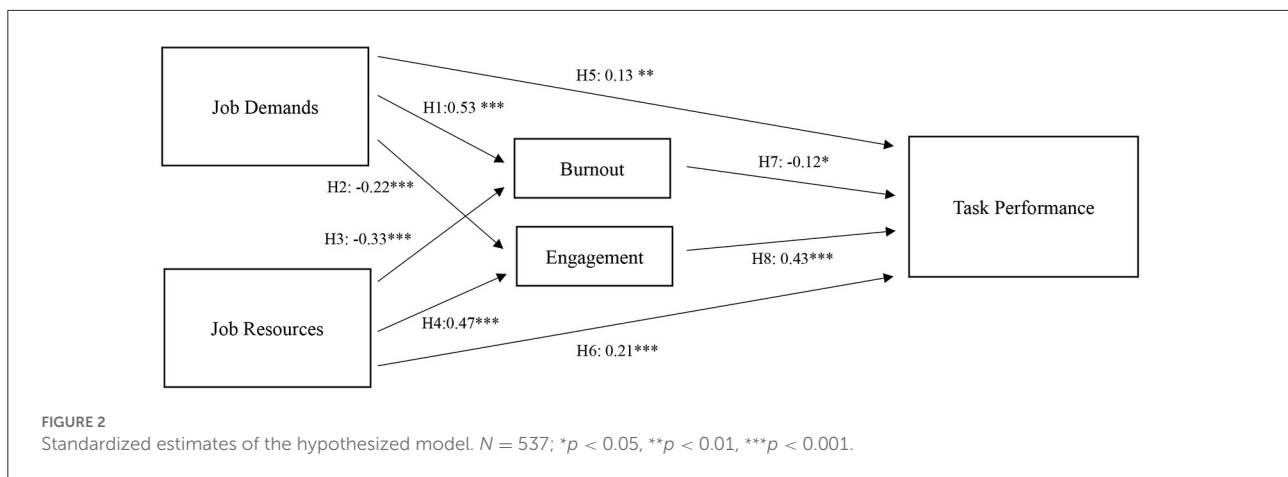 H5: 0.13 **
Job Demands
H1:0.53 ***
Burnout
H7: -0.12*
H2: -0.22***
Task Performance
H3: -0.33***
Engagement
H8: 0.43***
Job Resources
H4:0.47***
H6: 0.21***
FIGURE 2
Standardized estimates of the hypothesized model. N = 537; *p < 0.05, **p < 0.01, ***p < 0.001.